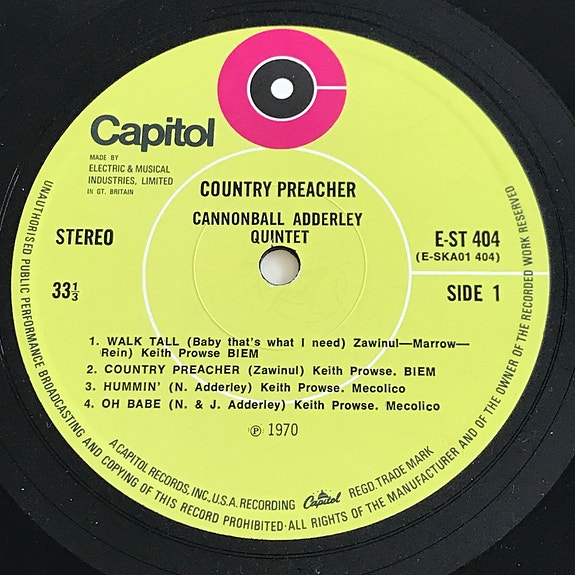 Capitol
MADE BY
ELECTRIC & MUSICAL
INDUSTRIES, LIMITED
IN GT. BRITAIN
COUNTRY PREACHER
CANNONBALL ADDERLEY
QUINTET
STEREO
E-ST 404
(E-SKA01 404)
33⅓
SIDE 1
1. WALK TALL (Baby that's what I need) Zawinul—Marrow—
Rein) Keith Prowse BIEM
2. COUNTRY PREACHER (Zawinul) Keith Prowse. BIEM
3. HUMMIN' (N. Adderley) Keith Prowse. Mecolico
4. OH BABE (N. & J. Adderley) Keith Prowse. Mecolico
℗ 1970
A CAPITOL RECORDS, INC. U.S.A. RECORDING Capitol REGD. TRADE MARK
UNAUTHORISED PUBLIC PERFORMANCE BROADCASTING AND COPYING OF THIS RECORD PROHIBITED·ALL RIGHTS OF THE MANUFACTURER AND OF THE OWNER OF THE RECORDED WORK RESERVED